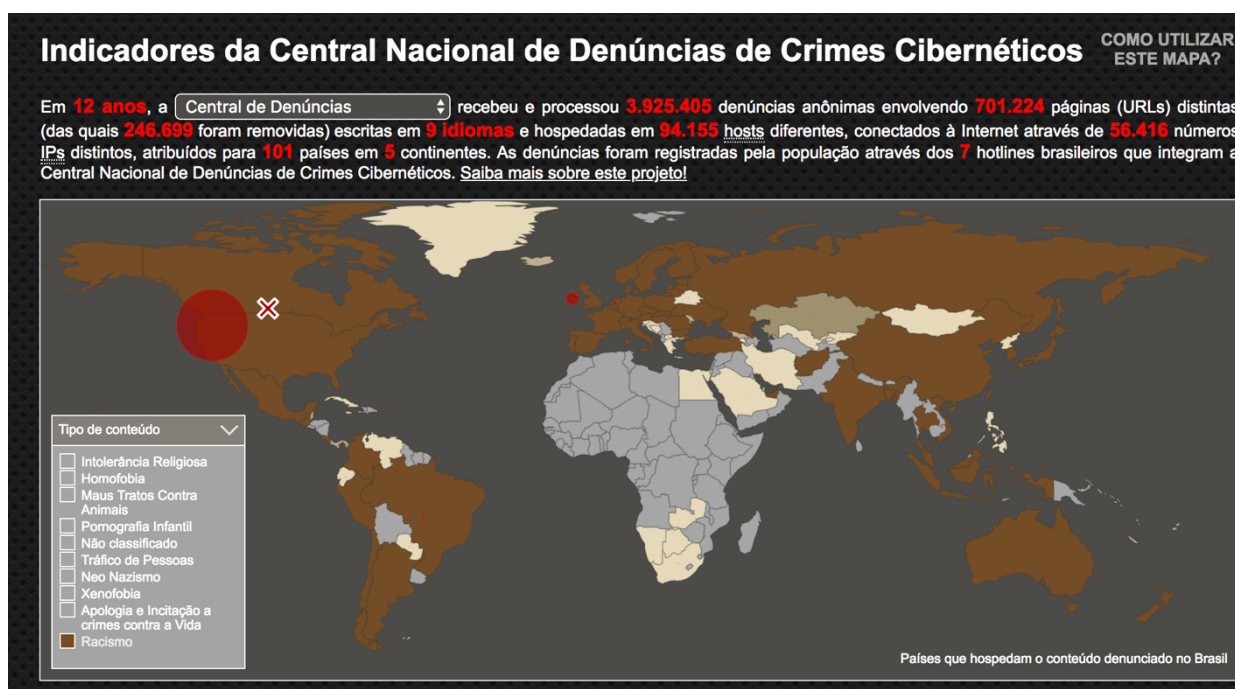 Indicadores da Central Nacional de Denúncias de Crimes Cibernéticos
COMO UTILIZAR
ESTE MAPA?
Em 12 anos, a Central de Denúncias recebeu e processou 3.925.405 denúncias anônimas envolvendo 701.224 páginas (URLs) distintas
(das quais 246.699 foram removidas) escritas em 9 idiomas e hospedadas em 94.155 hosts diferentes, conectados à Internet através de 56.416 números
IPs distintos, atribuídos para 101 países em 5 continentes. As denúncias foram registradas pela população através dos 7 hotlines brasileiros que integram a
Central Nacional de Denúncias de Crimes Cibernéticos. Saiba mais sobre este projeto!
Tipo de conteúdo
Intolerância Religiosa
Homofobia
Maus Tratos Contra
Animais
Pornografia Infantil
Não classificado
Tráfico de Pessoas
Neo Nazismo
Xenofobia
Apologia e Incitação a
crimes contra a Vida
Racismo
Países que hospedam o conteúdo denunciado no Brasil